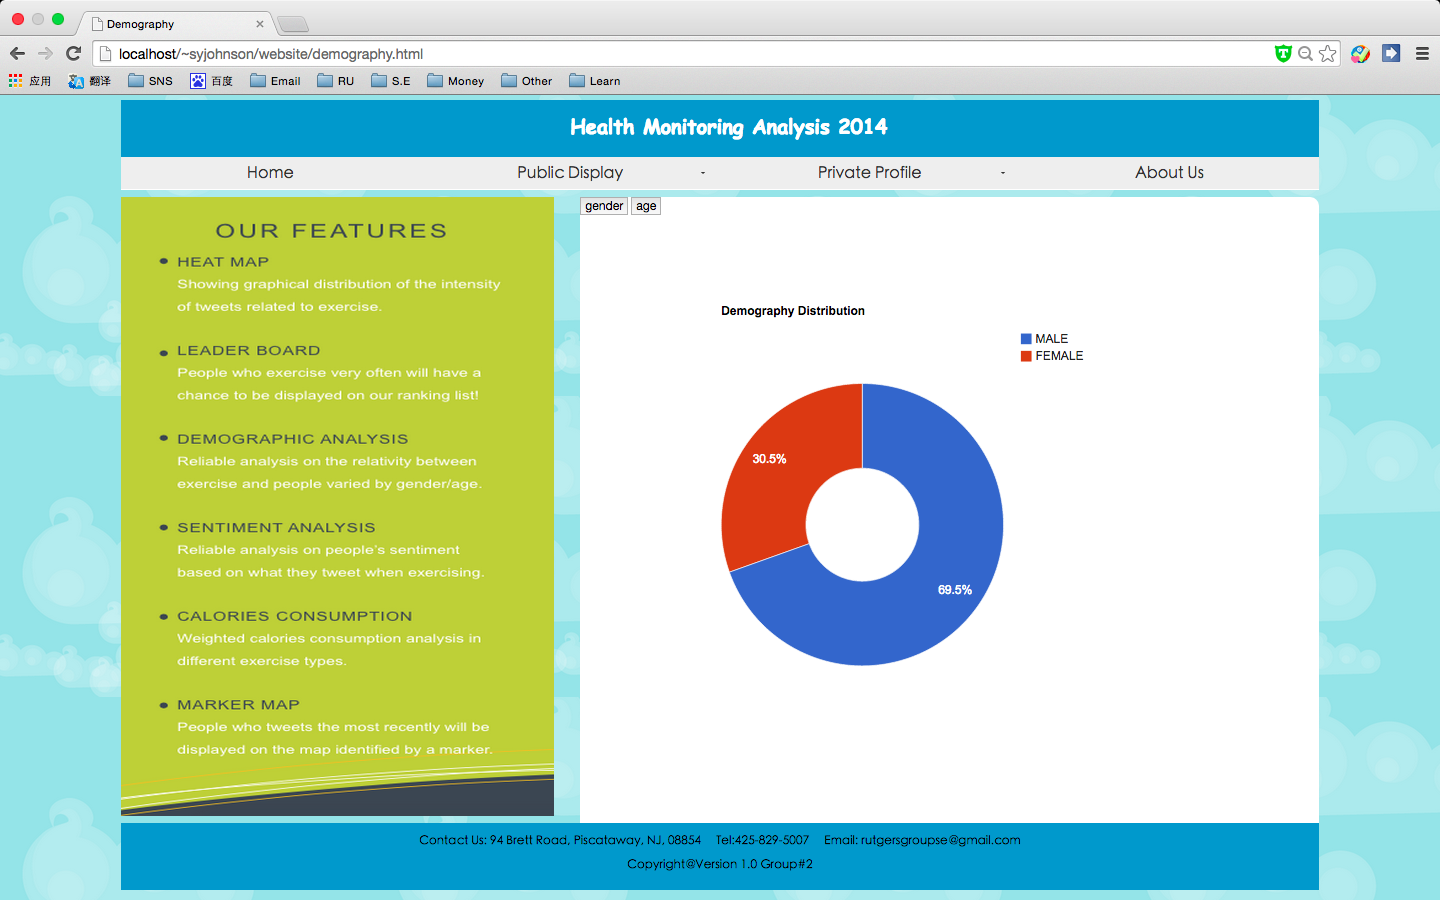 Demography
localhost/~syjohnson/website/demography.html
应用 翻译 SNS 百度 Email RU S.E Money Other Learn
Health Monitoring Analysis 2014
Home Public Display - Private Profile - About Us
OUR FEATURES
HEAT MAP
Showing graphical distribution of the intensity
of tweets related to exercise.
LEADER BOARD
People who exercise very often will have a
chance to be displayed on our ranking list!
DEMOGRAPHIC ANALYSIS
Reliable analysis on the relativity between
exercise and people varied by gender/age.
SENTIMENT ANALYSIS
Reliable analysis on people's sentiment
based on what they tweet when exercising.
CALORIES CONSUMPTION
Weighted calories consumption analysis in
different exercise types.
MARKER MAP
People who tweets the most recently will be
displayed on the map identified by a marker.
gender age
Demography Distribution
MALE
FEMALE
30.5%
69.5%
Contact Us: 94 Brett Road, Piscataway, NJ, 08854 Tel:425-829-5007 Email: rutgersgroupse@gmail.com
Copyright@Version 1.0 Group#2